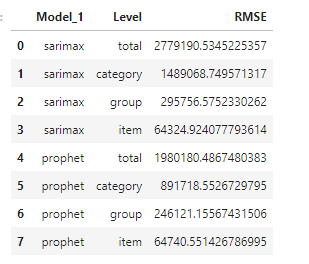 Model_1 Level RMSE
0 sarimax total 2779190.5345225357
1 sarimax category 1489068.749571317
2 sarimax group 295756.5752330262
3 sarimax item 64324.924077793614
4 prophet total 1980180.4867480383
5 prophet category 891718.5526729795
6 prophet group 246121.15567431506
7 prophet item 64740.551426786995